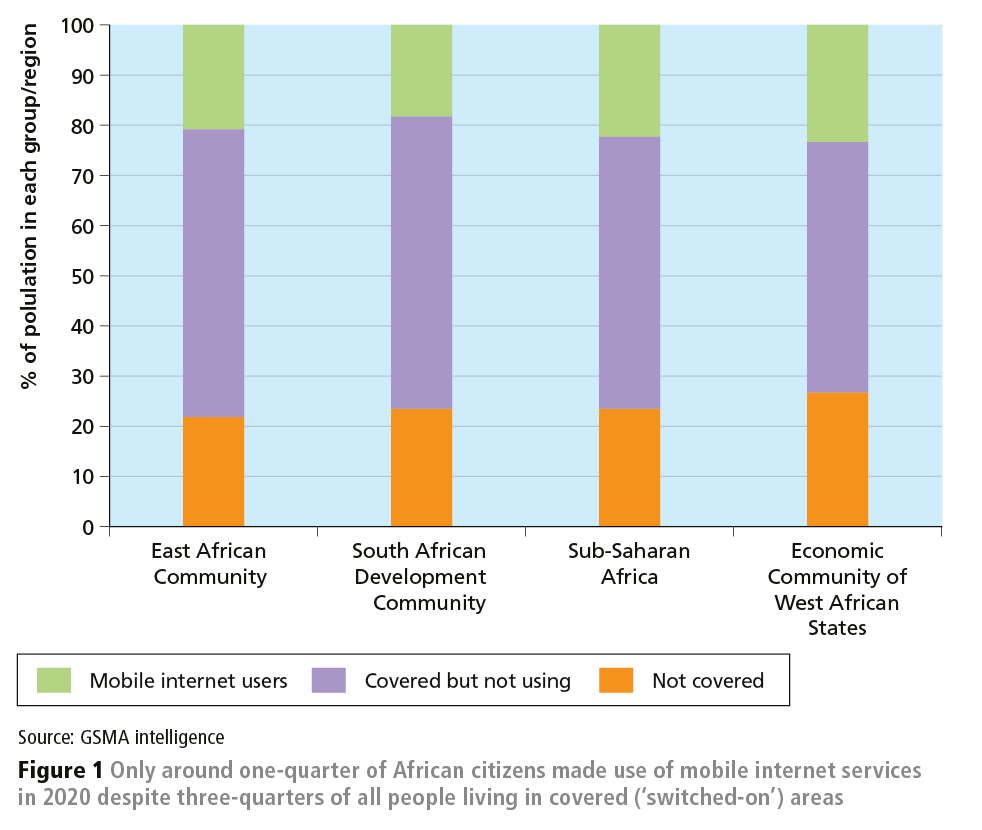 % of polulation in each group/region
100
90
80
70
60
50
40
30
20
10
0
East African
Community
South African
Development
Community
Sub-Saharan
Africa
Economic
Community of
West African
States
Mobile internet users
Covered but not using
Not covered
Source: GSMA intelligence
Figure 1 Only around one-quarter of African citizens made use of mobile internet services
in 2020 despite three-quarters of all people living in covered (‘switched-on’) areas